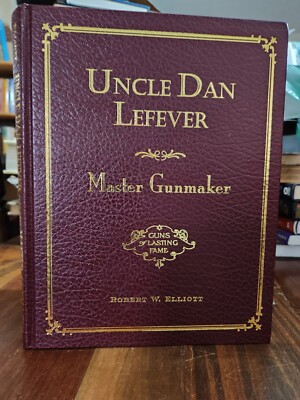 UNCLE DAN
LEFEVER
Master Gunmaker
GUNS
of LASTING
FAME
ROBERT W. ELLIOTT